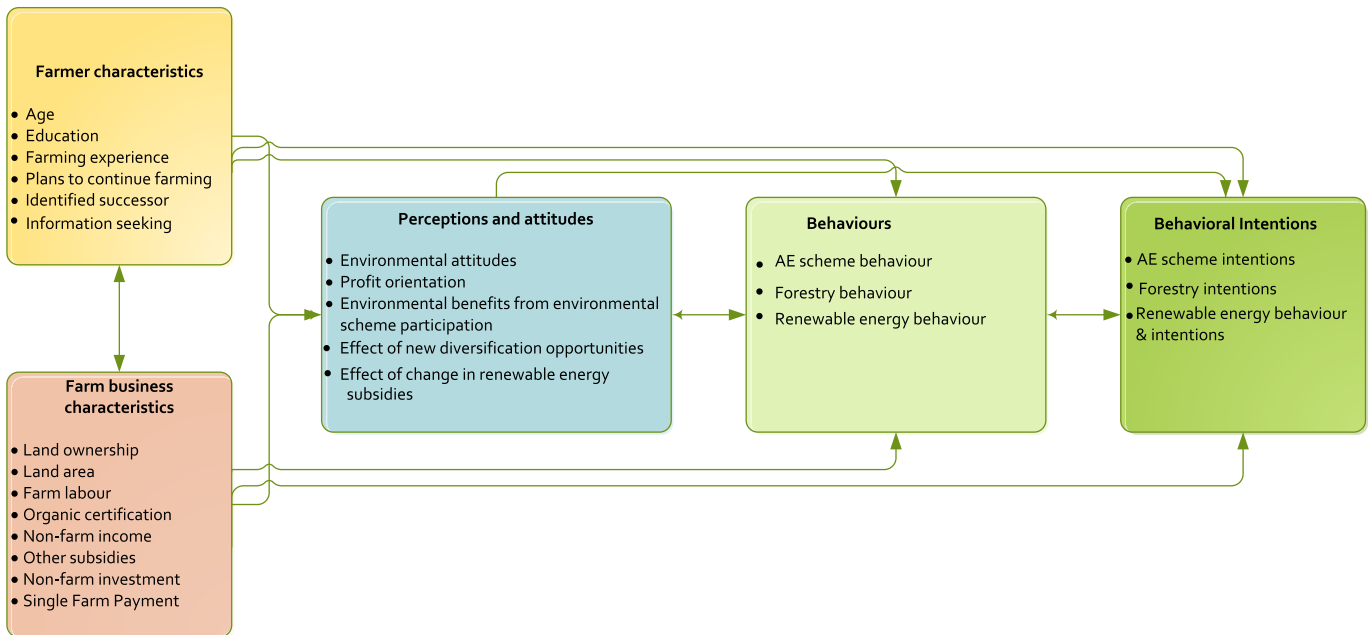 Farmer characteristics
• Age
• Education
• Farming experience
• Plans to continue farming
• Identified successor
• Information seeking
Farm business
characteristics
• Land ownership
• Land area
• Farm labour
• Organic certification
• Non-farm income
• Other subsidies
• Non-farm investment
• Single Farm Payment
Perceptions and attitudes
• Environmental attitudes
• Profit orientation
• Environmental benefits from environmental
scheme participation
• Effect of new diversification opportunities
• Effect of change in renewable energy
subsidies
Behaviours
• AE scheme behaviour
• Forestry behaviour
• Renewable energy behaviour
Behavioral Intentions
• AE scheme intentions
• Forestry intentions
• Renewable energy behaviour
& intentions